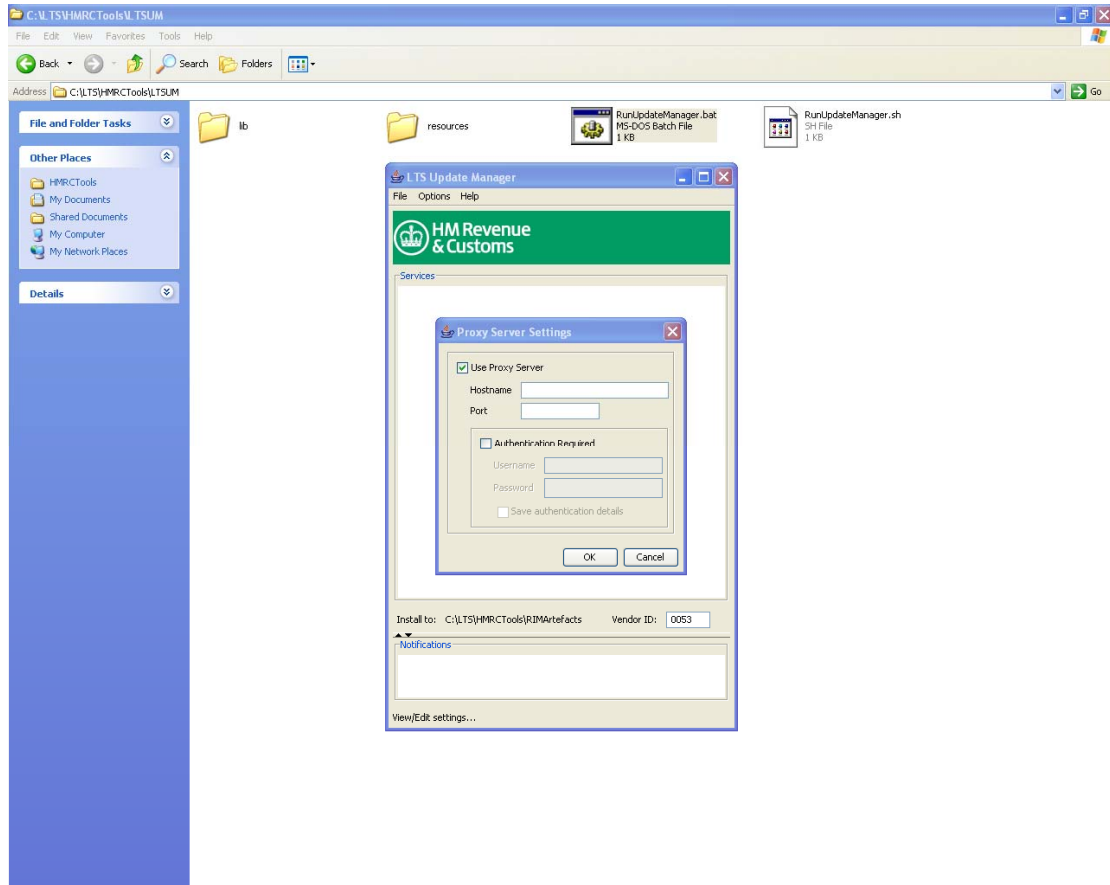 C:\LTS\HMRCTools\LTSUM
File Edit View Favorites Tools Help
Back Search Folders
Address C:\LTS\HMRCTools\LTSUM Go
File and Folder Tasks
Other Places
HMRCTools
My Documents
Shared Documents
My Computer
My Network Places
Details
lib
resources
RunUpdateManager.bat
MS-DOS Batch File
1 KB
RunUpdateManager.sh
SH File
1 KB
LTS Update Manager
File Options Help
HM Revenue
& Customs
Services
Proxy Server Settings
Use Proxy Server
Hostname
Port
Authentication Required
Username
Password
Save authentication details
OK Cancel
Install to: C:\LTS\HMRCTools\RIMArtefacts Vendor ID: 0053
Notifications
View/Edit settings...